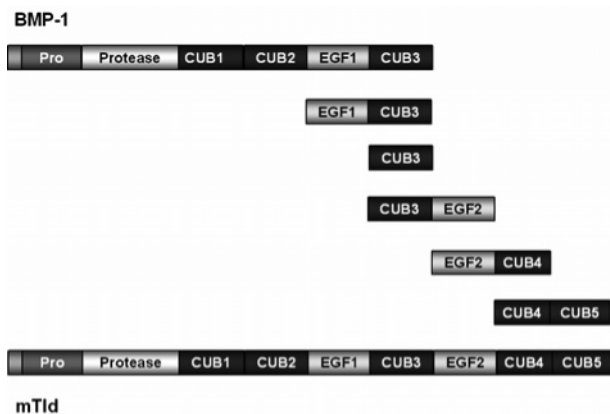 BMP-1
Pro Protease CUB1 CUB2 EGF1 CUB3
EGF1 CUB3
CUB3
CUB3 EGF2
EGF2 CUB4
CUB4 CUB5
Pro Protease CUB1 CUB2 EGF1 CUB3 EGF2 CUB4 CUB5
mTld